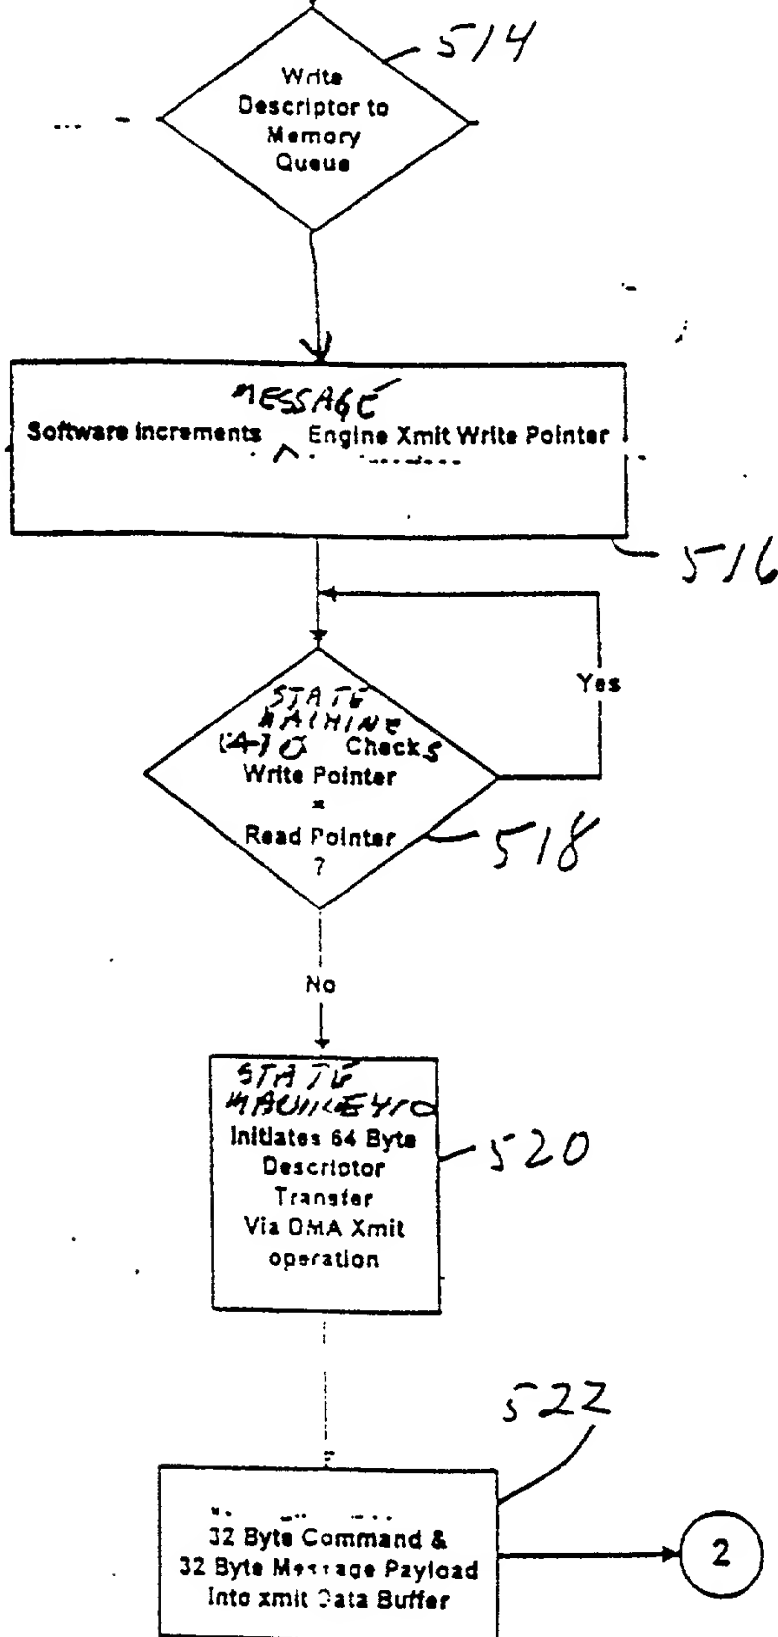 514
Write
Descriptor to
Memory
Queue
MESSAGE
Software increments ^ Engine Xmit Write Pointer
516
Yes
STATE
MACHINE
Checks
Write Pointer
=
Read Pointer
?
518
No
STATE
MACHINE 410
Initiates 64 Byte
Descriptor
Transfer
Via DMA Xmit
operation
520
522
32 Byte Command &
32 Byte Message Payload
Into xmit Data Buffer
2